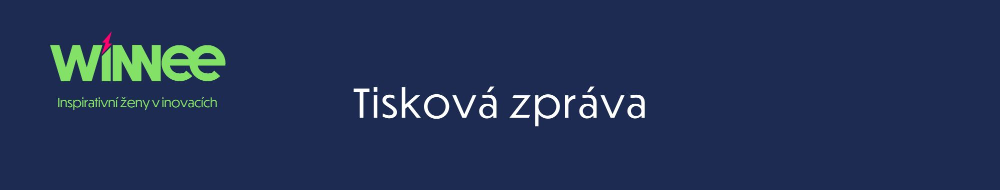 WiNNee
Inspirativní ženy v inovacích
Tisková zpráva